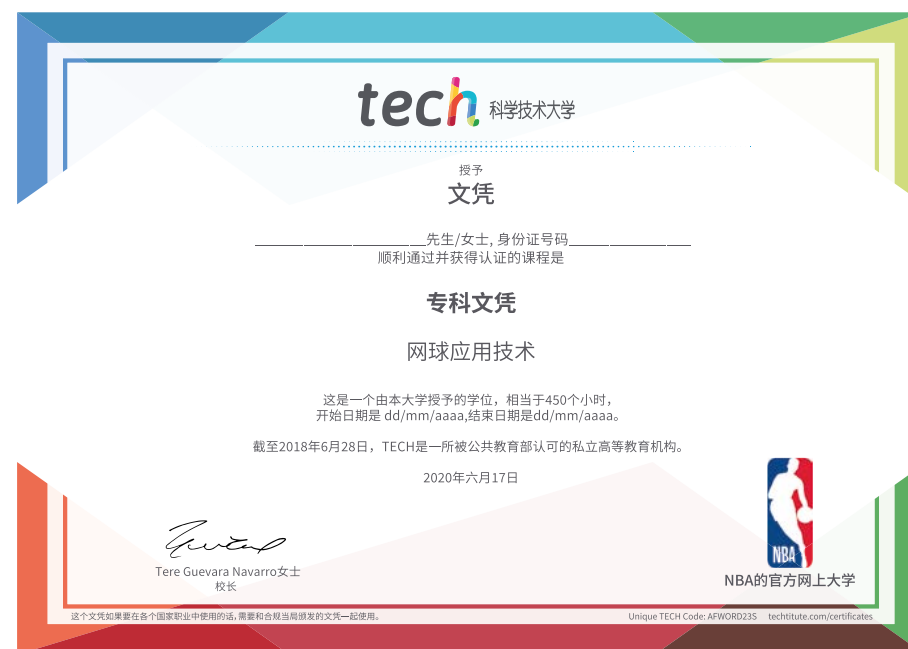 tech 科学技术大学
授予
文凭
______________________先生/女士, 身份证号码________________
顺利通过并获得认证的课程是
专科文凭
网球应用技术
这是一个由本大学授予的学位，相当于450个小时，
开始日期是 dd/mm/aaaa,结束日期是dd/mm/aaaa。
截至2018年6月28日，TECH是一所被公共教育部认可的私立高等教育机构。
2020年六月17日
Tere Guevara Navarro女士
校长
NBA
NBA的官方网上大学
这个文凭如果要在各个国家职业中使用的话,需要和合规当局颁发的文凭一起使用。
Unique TECH Code: AFWORD23S techtitute.com/certificates